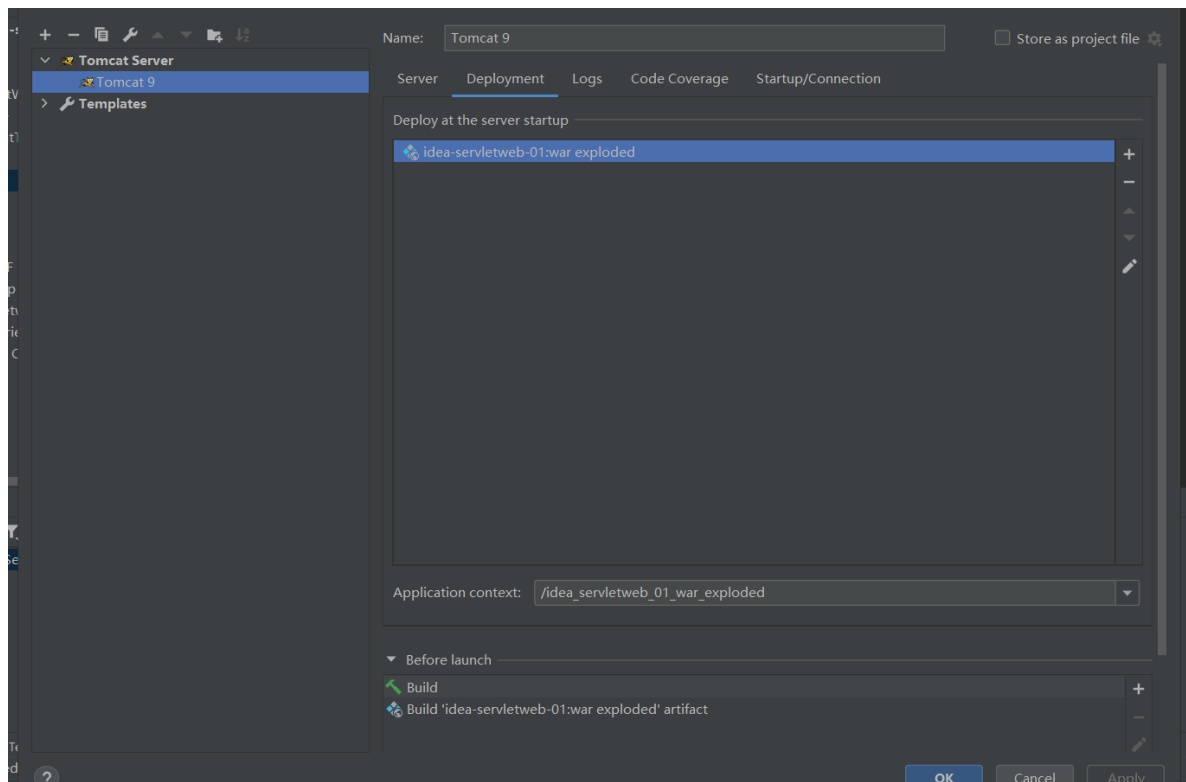 Name: Tomcat 9 Store as project file
Tomcat Server
Tomcat 9
Templates
Server Deployment Logs Code Coverage Startup/Connection
Deploy at the server startup
idea-servletweb-01:war exploded
Application context: /idea_servletweb_01_war_exploded
Before launch
Build
Build 'idea-servletweb-01:war exploded' artifact
?
OK Cancel Apply